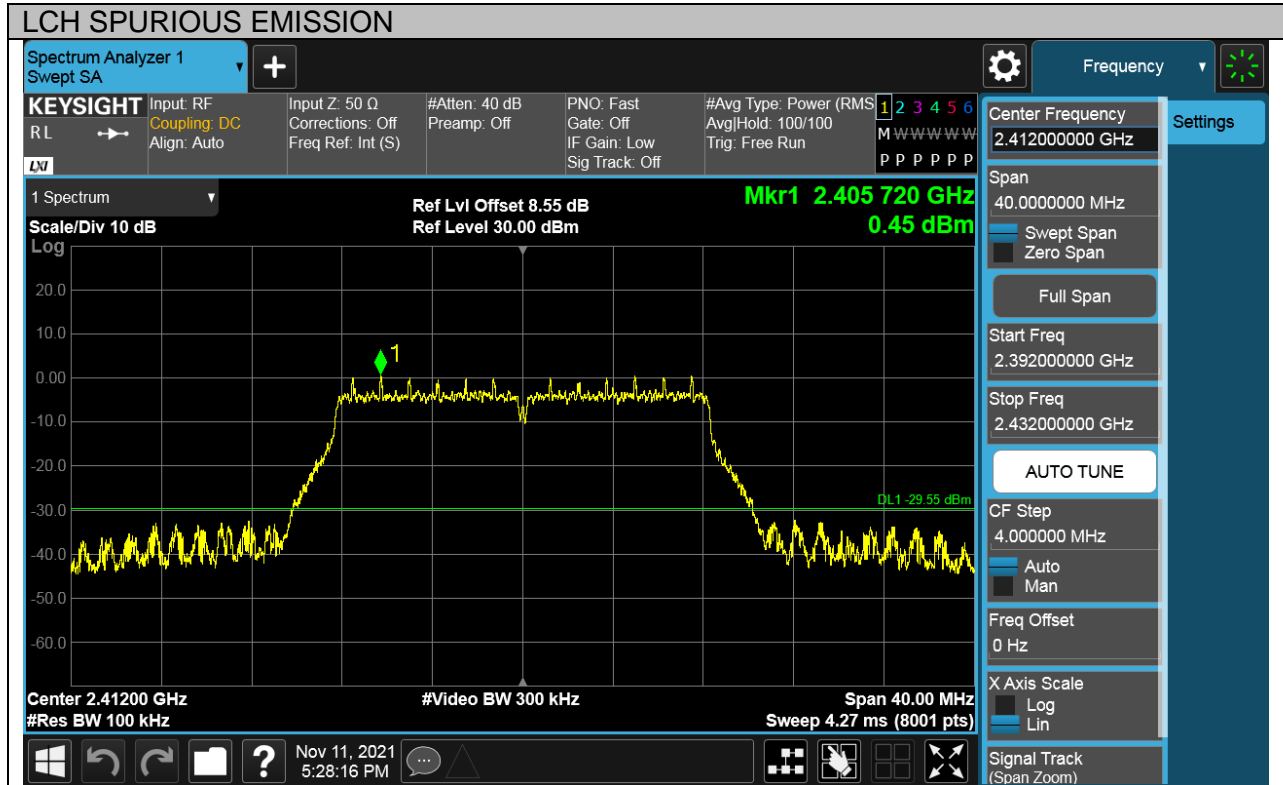 LCH SPURIOUS EMISSION
Spectrum Analyzer 1
Swept SA
Frequency
KEYSIGHT
R L
LXI
Input: RF
Coupling: DC
Align: Auto
Input Z: 50 Ω
Corrections: Off
Freq Ref: Int (S)
#Atten: 40 dB
Preamp: Off
PNO: Fast
Gate: Off
IF Gain: Low
Sig Track: Off
#Avg Type: Power (RMS
Avg|Hold: 100/100
Trig: Free Run
1 2 3 4 5 6
M W W W W W
P P P P P P
Center Frequency
2.412000000 GHz
Settings
Span
40.0000000 MHz
Swept Span
Zero Span
Full Span
Start Freq
2.392000000 GHz
Stop Freq
2.432000000 GHz
AUTO TUNE
CF Step
4.000000 MHz
Auto
Man
Freq Offset
0 Hz
X Axis Scale
Log
Lin
Signal Track
(Span Zoom)
1 Spectrum
Scale/Div 10 dB
Ref Lvl Offset 8.55 dB
Ref Level 30.00 dBm
Mkr1 2.405 720 GHz
0.45 dBm
Log
20.0
10.0
0.00
-10.0
-20.0
-30.0
-40.0
-50.0
-60.0
1
DL1 -29.55 dBm
Center 2.41200 GHz
#Video BW 300 kHz
Span 40.00 MHz
#Res BW 100 kHz
Sweep 4.27 ms (8001 pts)
?
Nov 11, 2021
5:28:16 PM